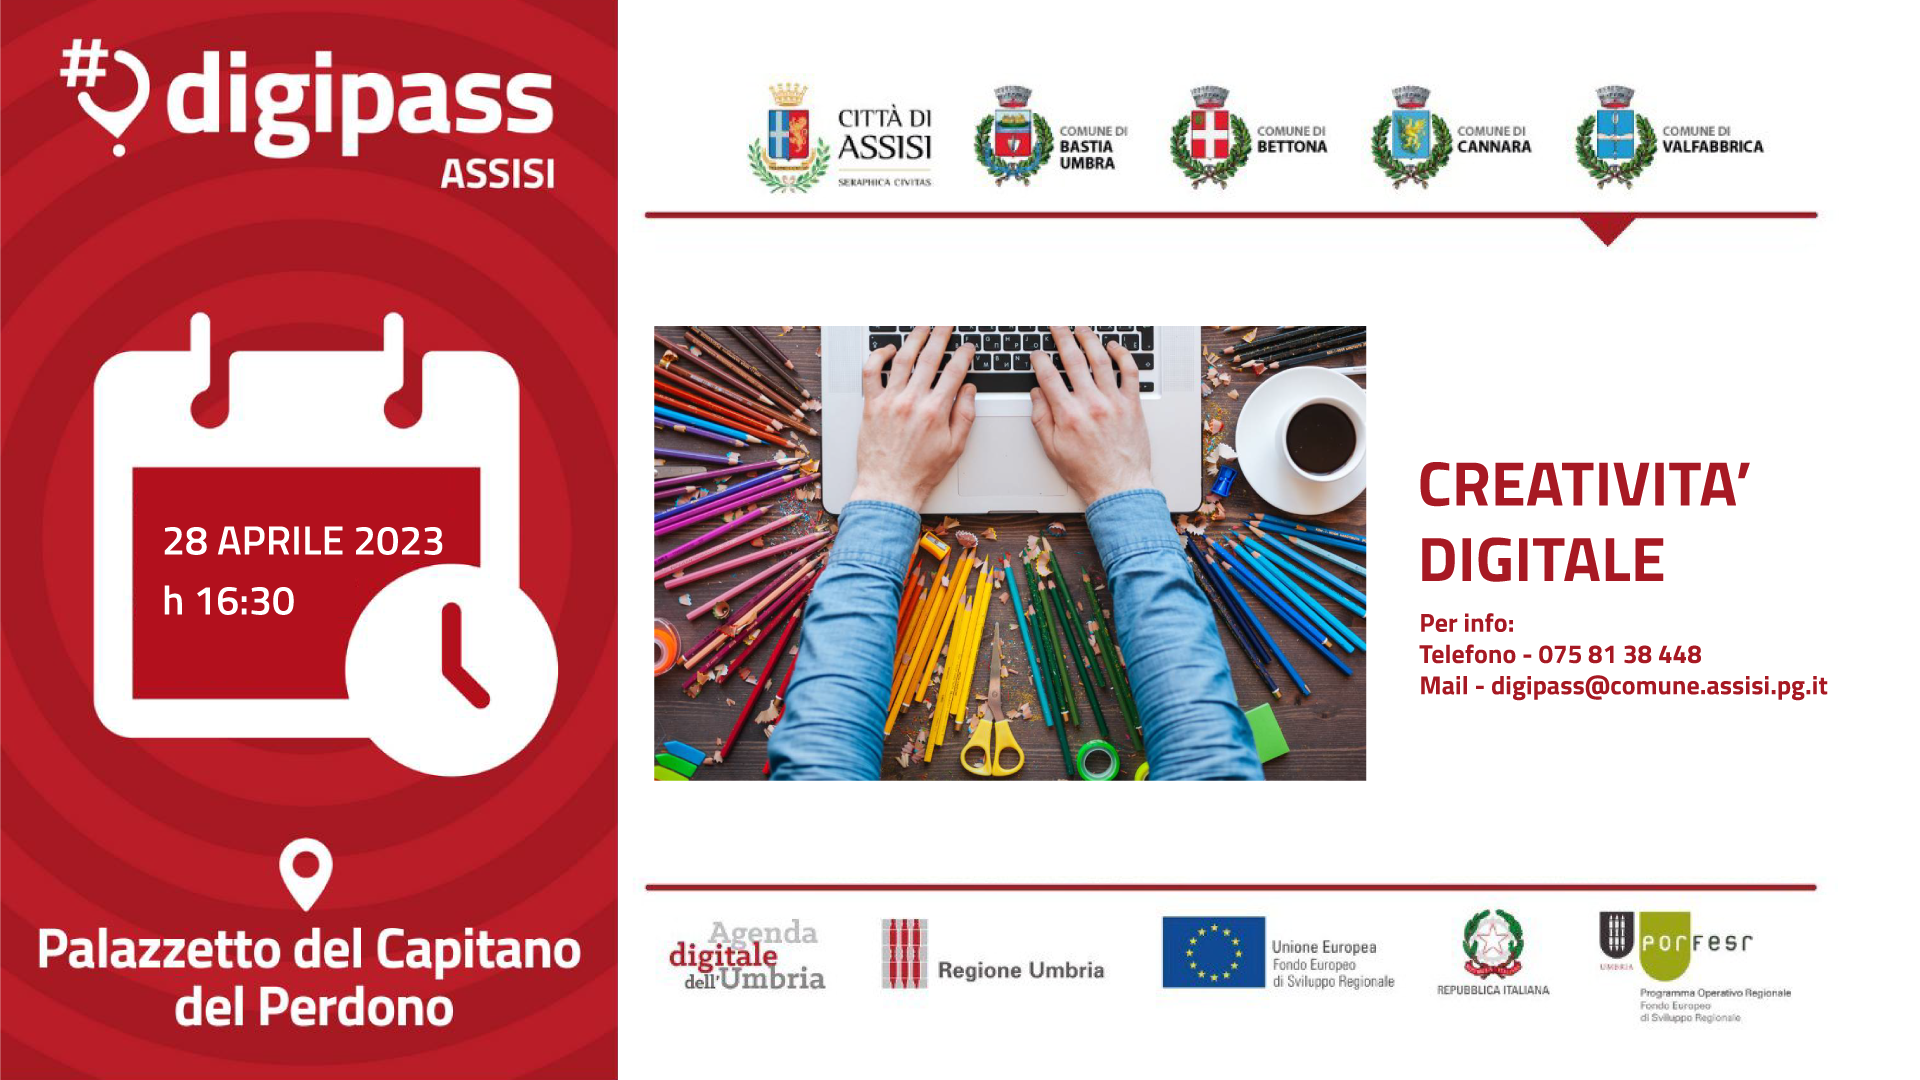 # digipass
ASSISI
28 APRILE 2023
h 16:30
Palazzetto del Capitano
del Perdono
CITTÀ DI
ASSISI
SERAPHICA CIVITAS
COMUNE DI
BASTIA
UMBRA
COMUNE DI
BETTONA
COMUNE DI
CANNARA
COMUNE DI
VALFABBRICA
CREATIVITA’
DIGITALE
Per info:
Telefono - 075 81 38 448
Mail - digipass@comune.assisi.pg.it
Agenda
digitale
dell'Umbria
Regione Umbria
Unione Europea
Fondo Europeo
di Sviluppo Regionale
REPUBBLICA ITALIANA
UMBRIA
porfesr
Programma Operativo Regionale
Fondo Europeo
di Sviluppo Regionale